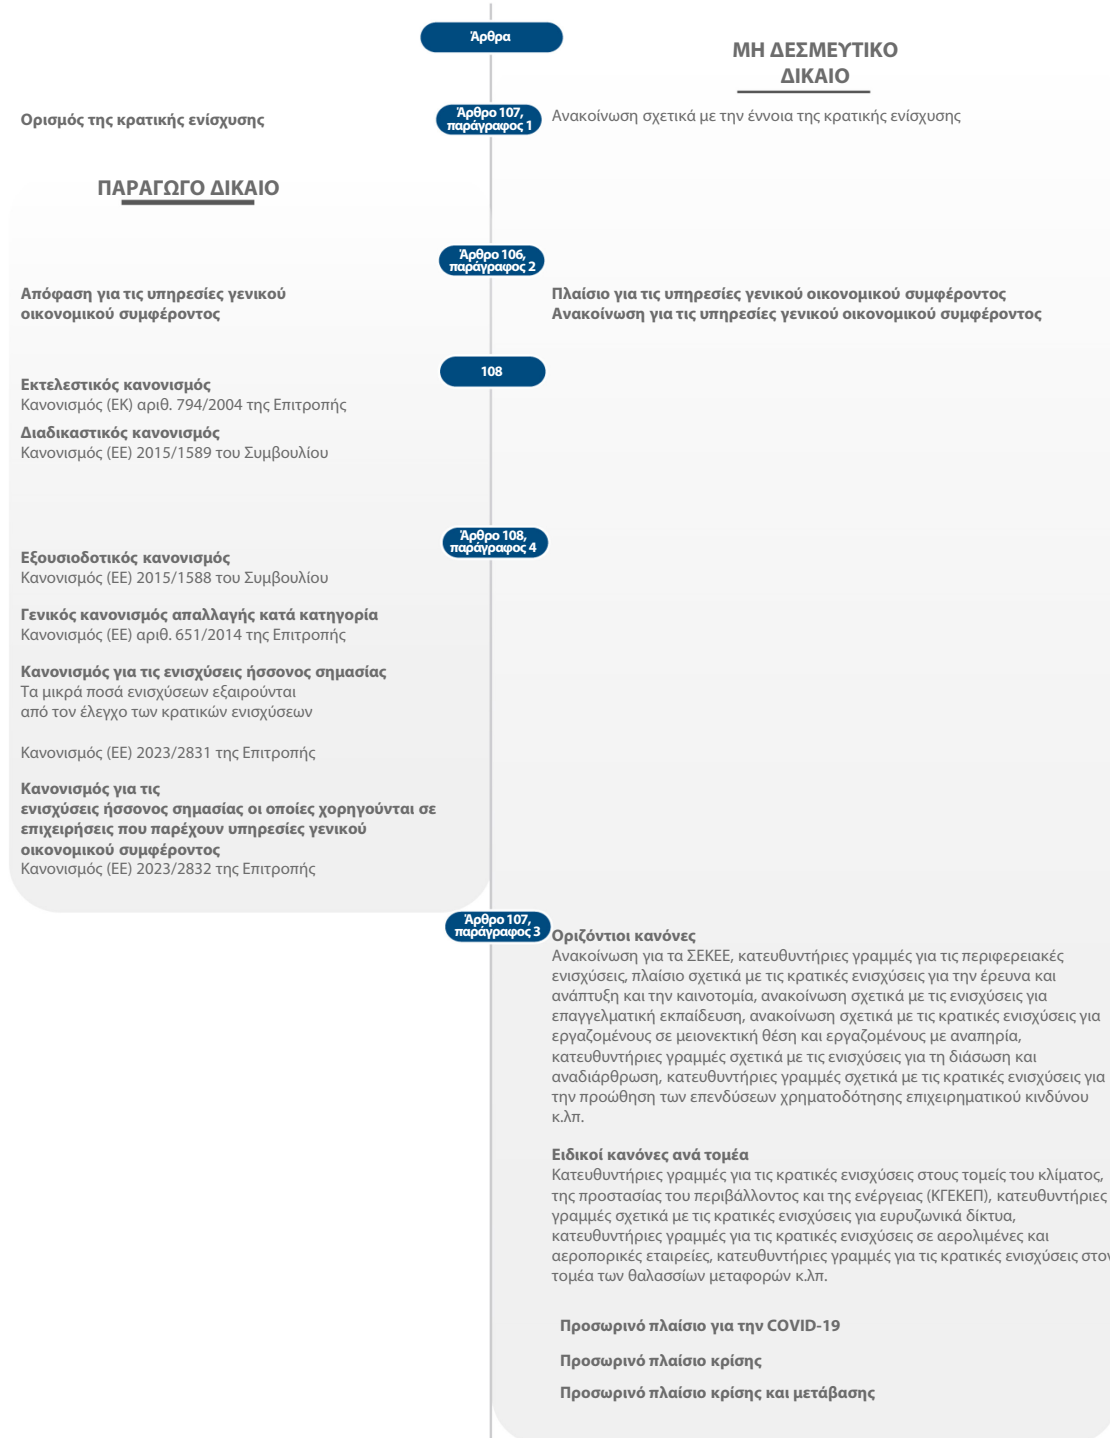 Άρθρα
ΜΗ ΔΕΣΜΕΥΤΙΚΟ
ΔΙΚΑΙΟ
Ορισμός της κρατικής ενίσχυσης
Άρθρο 107,
παράγραφος 1
Ανακοίνωση σχετικά με την έννοια της κρατικής ενίσχυσης
ΠΑΡΑΓΩΓΟ ΔΙΚΑΙΟ
Άρθρο 106,
παράγραφος 2
Απόφαση για τις υπηρεσίες γενικού
οικονομικού συμφέροντος
Πλαίσιο για τις υπηρεσίες γενικού οικονομικού συμφέροντος
Ανακοίνωση για τις υπηρεσίες γενικού οικονομικού συμφέροντος
108
Εκτελεστικός κανονισμός
Κανονισμός (ΕΚ) αριθ. 794/2004 της Επιτροπής
Διαδικαστικός κανονισμός
Κανονισμός (ΕΕ) 2015/1589 του Συμβουλίου
Άρθρο 108,
παράγραφος 4
Εξουσιοδοτικός κανονισμός
Κανονισμός (ΕΕ) 2015/1588 του Συμβουλίου
Γενικός κανονισμός απαλλαγής κατά κατηγορία
Κανονισμός (ΕΕ) αριθ. 651/2014 της Επιτροπής
Κανονισμός για τις ενισχύσεις ήσσονος σημασίας
Τα μικρά ποσά ενισχύσεων εξαιρούνται
από τον έλεγχο των κρατικών ενισχύσεων
Κανονισμός (ΕΕ) 2023/2831 της Επιτροπής
Κανονισμός για τις
ενισχύσεις ήσσονος σημασίας οι οποίες χορηγούνται σε
επιχειρήσεις που παρέχουν υπηρεσίες γενικού
οικονομικού συμφέροντος
Κανονισμός (ΕΕ) 2023/2832 της Επιτροπής
Άρθρο 107,
παράγραφος 3
Οριζόντιοι κανόνες
Ανακοίνωση για τα ΣΕΚΕΕ, κατευθυντήριες γραμμές για τις περιφερειακές
ενισχύσεις, πλαίσιο σχετικά με τις κρατικές ενισχύσεις για την έρευνα και
ανάπτυξη και την καινοτομία, ανακοίνωση σχετικά με τις ενισχύσεις για
επαγγελματική εκπαίδευση, ανακοίνωση σχετικά με τις κρατικές ενισχύσεις για
εργαζομένους σε μειονεκτική θέση και εργαζομένους με αναπηρία,
κατευθυντήριες γραμμές σχετικά με τις ενισχύσεις για τη διάσωση και
αναδιάρθρωση, κατευθυντήριες γραμμές σχετικά με τις κρατικές ενισχύσεις για
την προώθηση των επενδύσεων χρηματοδότησης επιχειρηματικού κινδύνου
κ.λπ.
Ειδικοί κανόνες ανά τομέα
Κατευθυντήριες γραμμές για τις κρατικές ενισχύσεις στους τομείς του κλίματος,
της προστασίας του περιβάλλοντος και της ενέργειας (ΚΓΕΚΕΠ), κατευθυντήριες
γραμμές σχετικά με τις κρατικές ενισχύσεις για ευρυζωνικά δίκτυα,
κατευθυντήριες γραμμές για τις κρατικές ενισχύσεις σε αερολιμένες και
αεροπορικές εταιρείες, κατευθυντήριες γραμμές για τις κρατικές ενισχύσεις στον
τομέα των θαλασσίων μεταφορών κ.λπ.
Προσωρινό πλαίσιο για την COVID-19
Προσωρινό πλαίσιο κρίσης
Προσωρινό πλαίσιο κρίσης και μετάβασης